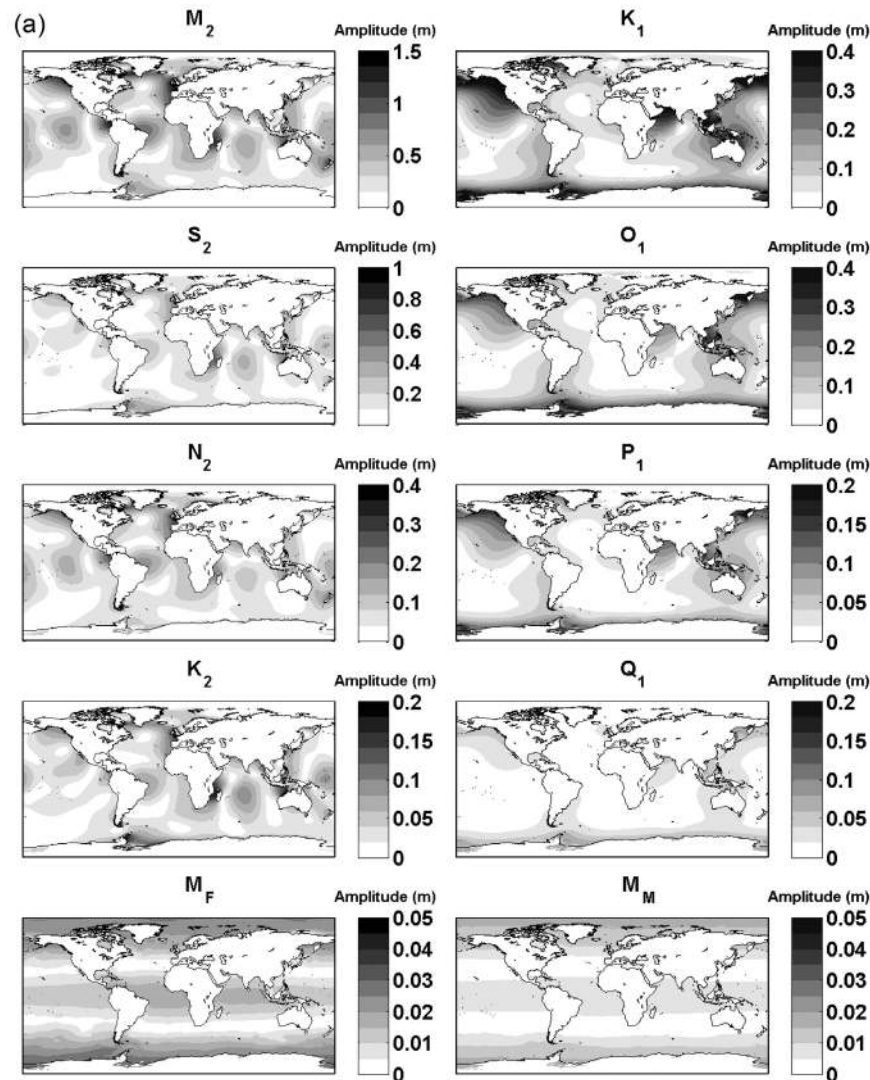 (a)
M2 K1
Amplitude (m) Amplitude (m)
1.5 0.4
1 0.3
0.5 0.2
0 0.1
0
S2 O1
Amplitude (m) Amplitude (m)
1 0.4
0.8 0.3
0.6 0.2
0.4 0.1
0.2 0
N2 P1
Amplitude (m) Amplitude (m)
0.4 0.2
0.3 0.15
0.2 0.1
0.1 0.05
0 0
K2 Q1
Amplitude (m) Amplitude (m)
0.2 0.2
0.15 0.15
0.1 0.1
0.05 0.05
0 0
MF MM
Amplitude (m) Amplitude (m)
0.05 0.05
0.04 0.04
0.03 0.03
0.02 0.02
0.01 0.01
0 0